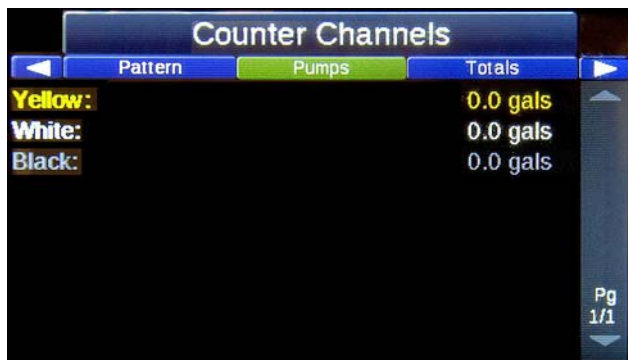 Counter Channels
Pattern Pumps Totals
Yellow: 0.0 gals
White: 0.0 gals
Black: 0.0 gals
Pg
1/1